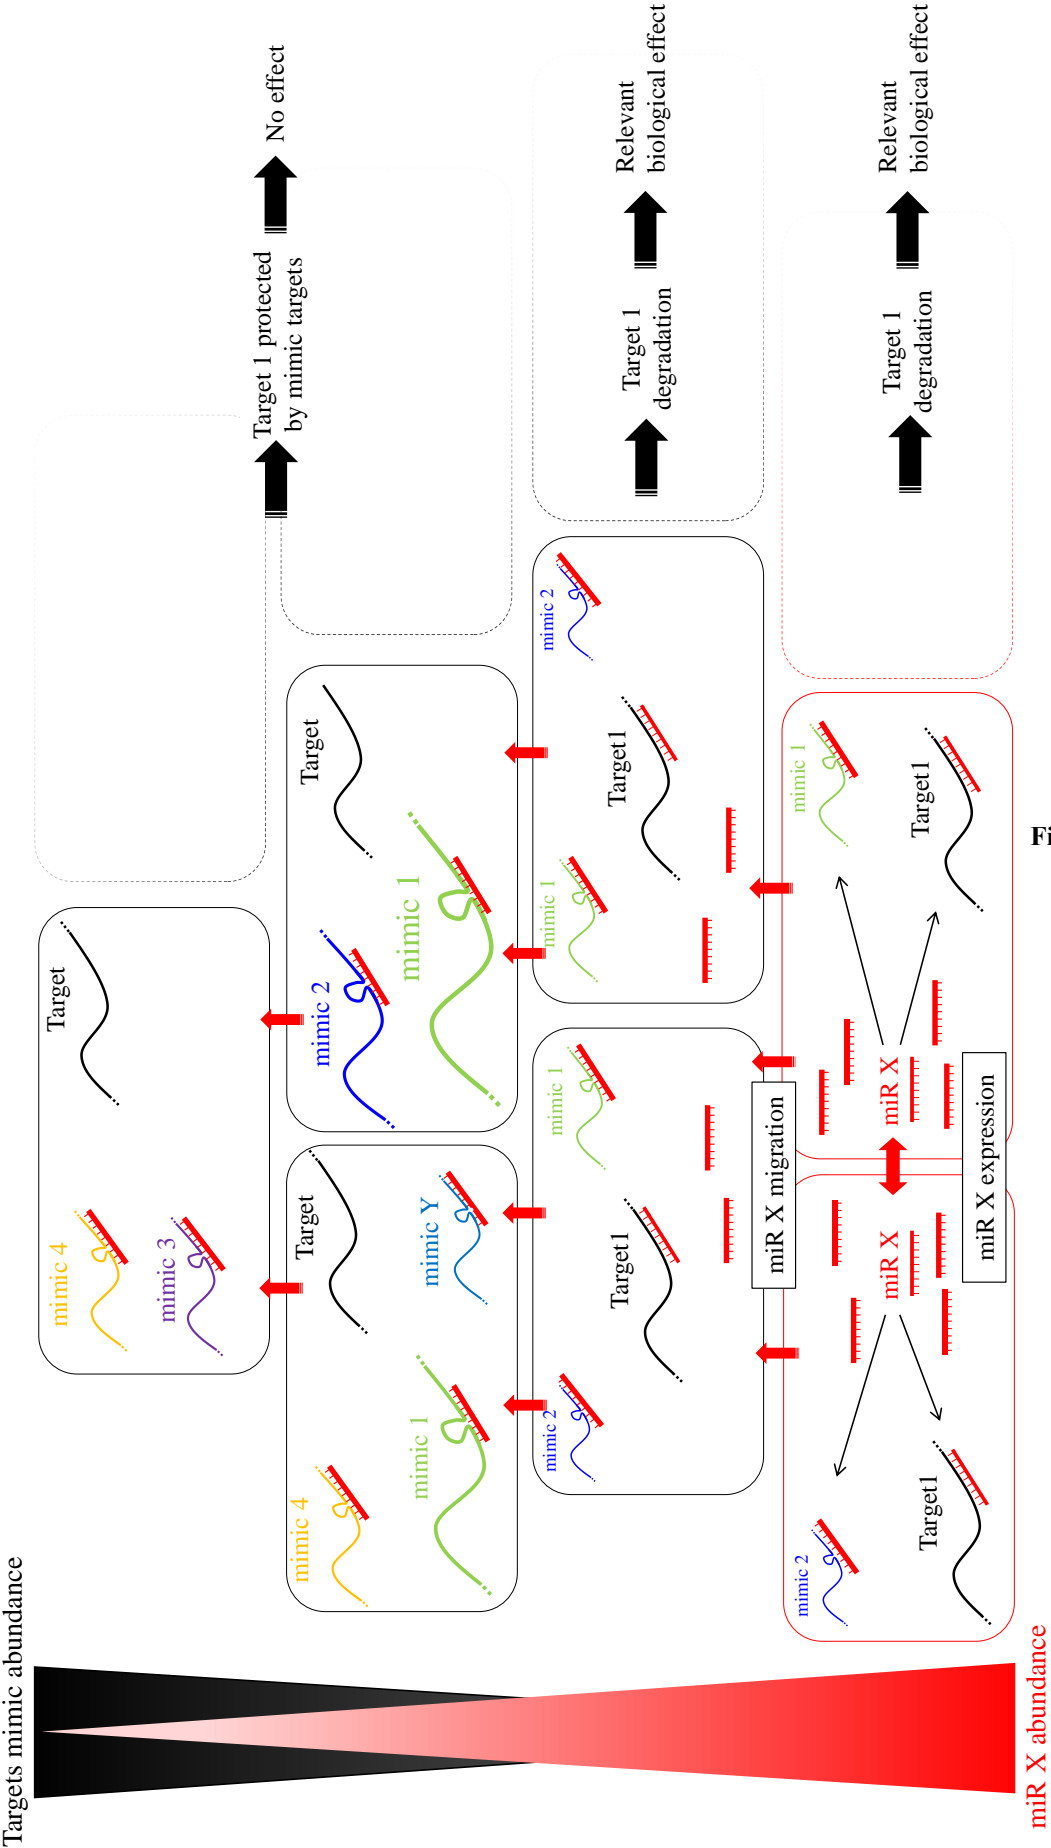 Targets mimic abundance
miR X abundance
mimic 4
mimic 3
Target
mimic 4
mimic 1
Target
mimic Y
mimic 2
mimic 1
Target
Target 1 protected
by mimic targets
No effect
mimic 2
Target1
mimic 1
mimic 1
Target1
mimic 2
Target 1
degradation
Relevant
biological effect
miR X migration
mimic 2
Target1
miR X
miR X
miR X expression
mimic 1
Target1
Target 1
degradation
Relevant
biological effect
Fi